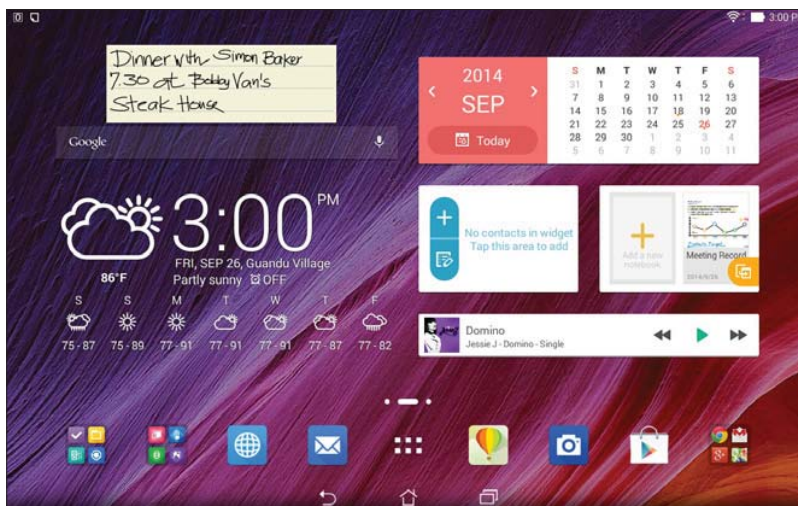 3:00 P
Dinner with Simon Baker
7.30 at Bobby Van's
Steak House
Google
2014
SEP
Today
S M T W T F S
31 1 2 3 4 5 6
7 8 9 10 11 12 13
14 15 16 17 18 19 20
21 22 23 24 25 26 27
28 29 30 1 2 3 4
5 6 7 8 9 10 11
3:00 PM
FRI, SEP 26, Guandu Village
86°F
Partly sunny OFF
S S M T W T F
75 - 87 75 - 89 77 - 91 77 - 91 77 - 91 77 - 87 77 - 82
No contacts in widget
Tap this area to add
Add a new
notebook
Meeting Record
2014/9/26
Domino
Jessie J - Domino - Single